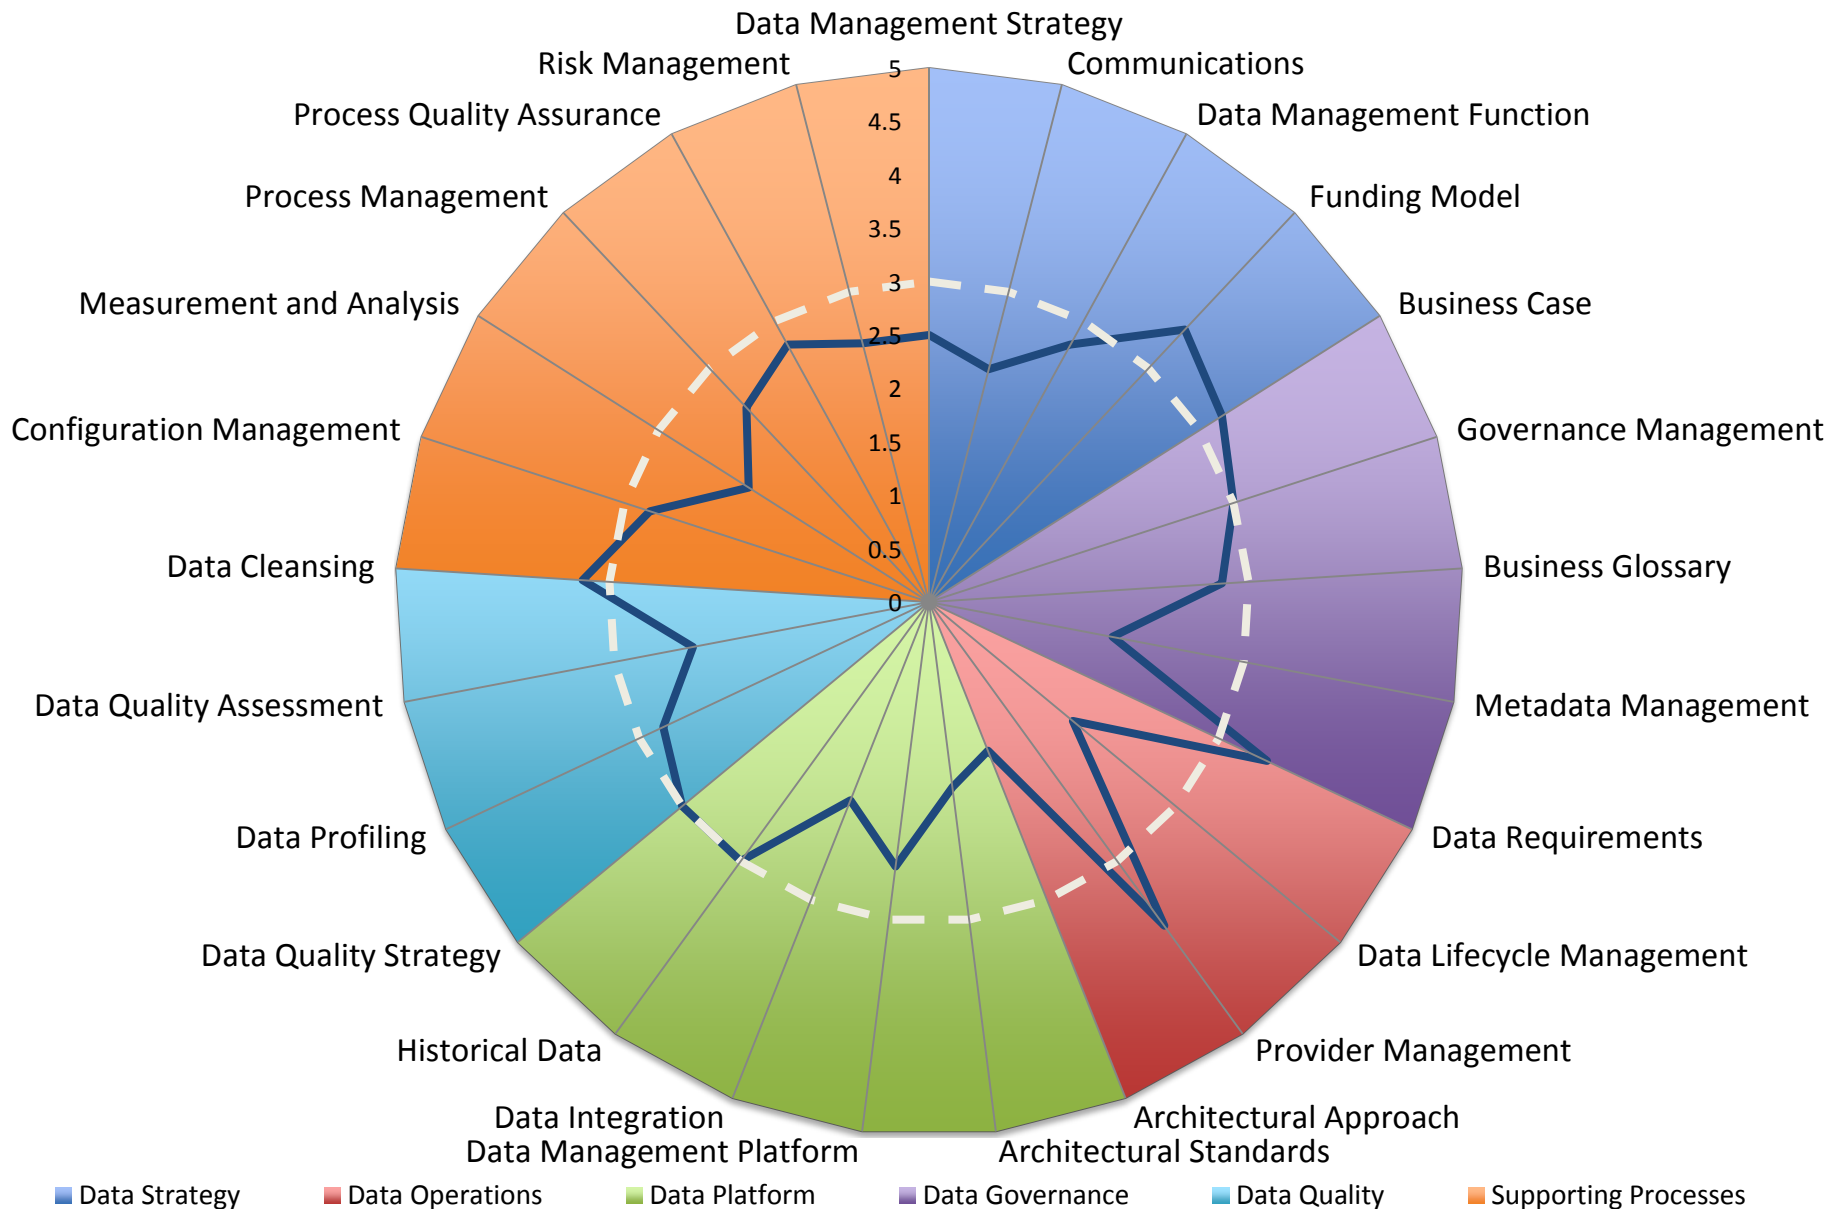 Data Management Strategy
Risk Management
Communications
Process Quality Assurance
Data Management Function
Process Management
Funding Model
Measurement and Analysis
Business Case
Configuration Management
Governance Management
Data Cleansing
Business Glossary
Data Quality Assessment
Metadata Management
Data Profiling
Data Requirements
Data Quality Strategy
Data Lifecycle Management
Historical Data
Provider Management
Data Integration
Architectural Approach
Data Management Platform
Architectural Standards
5
4.5
4
3.5
3
2.5
2
1.5
1
0.5
0
Data Strategy
Data Operations
Data Platform
Data Governance
Data Quality
Supporting Processes